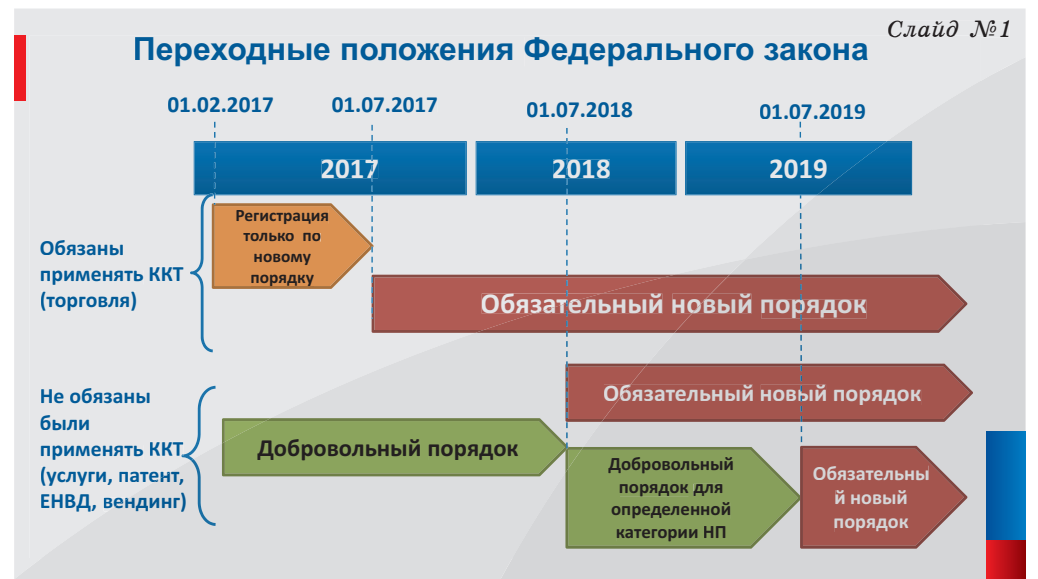 Слайд №1
Переходные положения Федерального закона
01.02.2017
01.07.2017
01.07.2018
01.07.2019
2017
2018
2019
Обязаны
применять ККТ
(торговля)
Регистрация
только по
новому
порядку
Обязательный новый порядок
Не обязаны
были
применять ККТ
(услуги, патент,
ЕНВД, вендинг)
Обязательный новый порядок
Добровольный порядок
Добровольный
порядок для
определенной
категории НП
Обязательны
й новый
порядок